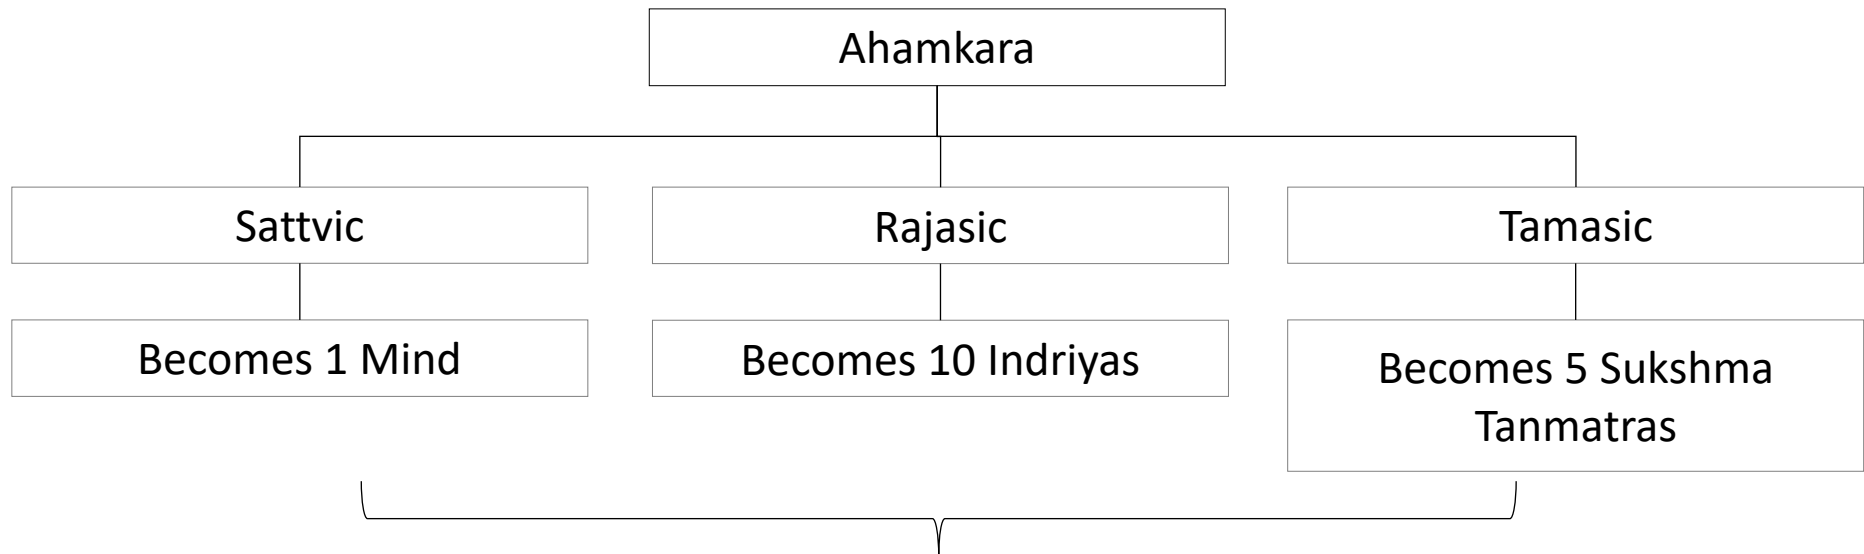 Ahamkara
Sattvic
Rajasic
Tamasic
Becomes 1 Mind
Becomes 10 Indriyas
Becomes 5 Sukshma
Tanmatras